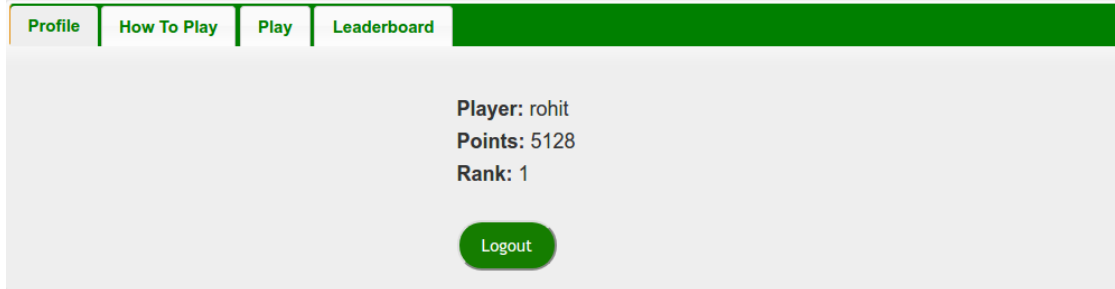 Profile How To Play Play Leaderboard
Player: rohit
Points: 5128
Rank: 1
Logout